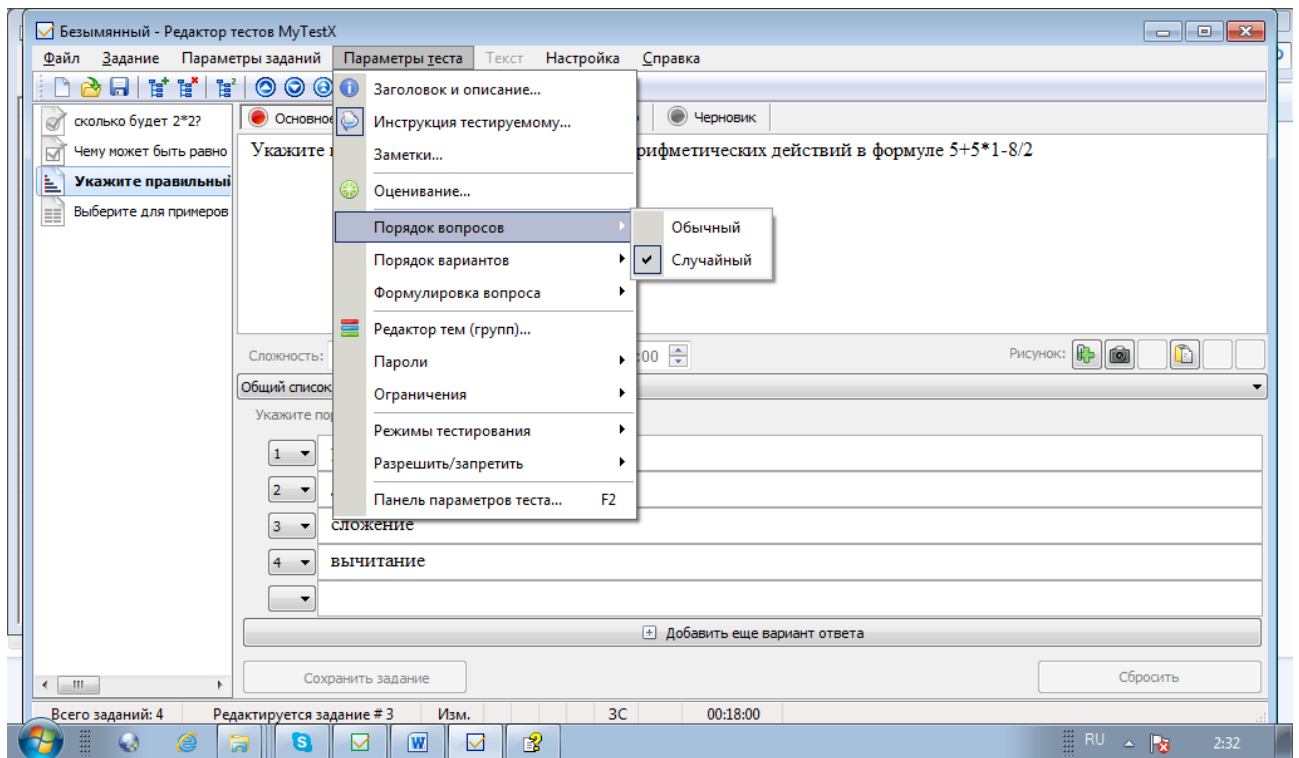 Безымянный - Редактор тестов MyTestX
Файл Задание Параметры заданий Параметры теста Текст Настройка Справка
сколько будет 2*2?
Чему может быть равно
Укажите правильный
Выберите для примеров
Основное
Черновик
Укажите
рифметических действий в формуле 5+5*1-8/2
Заголовок и описание...
Инструкция тестируемому...
Заметки...
Оценивание...
Порядок вопросов
Порядок вариантов
Формулировка вопроса
Редактор тем (групп)...
Пароли
Ограничения
Режимы тестирования
Разрешить/запретить
Панель параметров теста... F2
Обычный
Случайный
Сложность:
:00
Рисунок:
Общий список
Укажите
1
2
3 сложение
4 вычитание
Добавить еще вариант ответа
Сохранить задание
Сбросить
Всего заданий: 4 Редактируется задание # 3 Изм. ЗС 00:18:00
RU 2:32